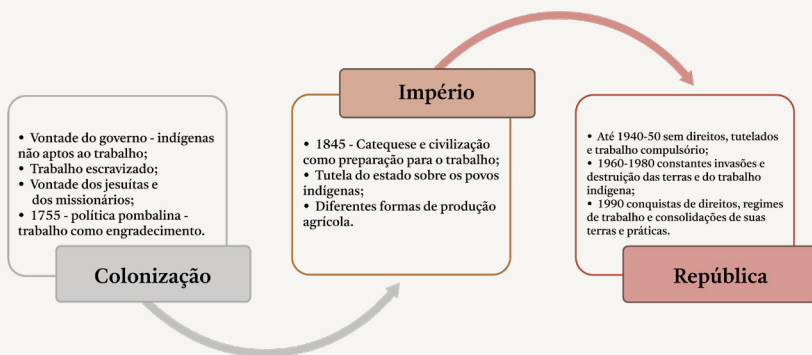 • Vontade do governo - indígenas
não aptos ao trabalho;
• Trabalho escravizado;
• Vontade dos jesuítas e
dos missionários;
• 1755 - política pombalina -
trabalho como engradecimento.
Colonização
Império
• 1845 - Catequese e civilização
como preparação para o trabalho;
• Tutela do estado sobre os povos
indígenas;
• Diferentes formas de produção
agrícola.
• Até 1940-50 sem direitos, tutelados
e trabalho compulsório;
• 1960-1980 constantes invasões e
destruição das terras e do trabalho
indígena;
• 1990 conquistas de direitos, regimes
de trabalho e consolidações de suas
terras e práticas.
República